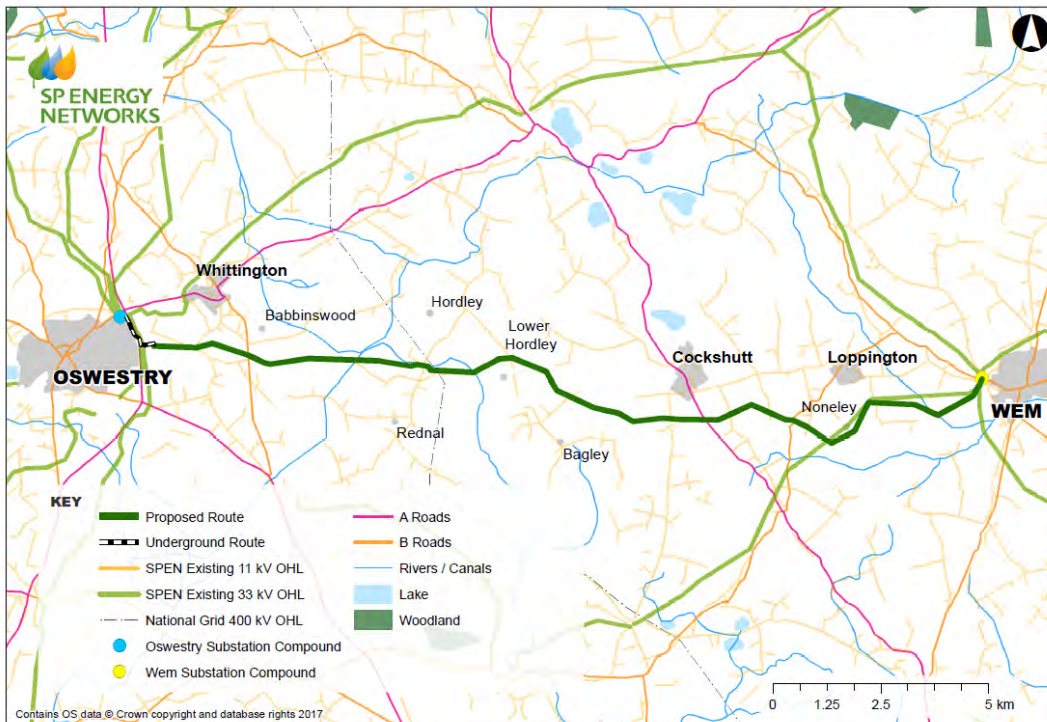 SP ENERGY
NETWORKS
Whittington
Babbinswood
Hordley
Lower
Hordley
OSWESTRY
Cockshutt
Loppington
Noneley
WEM
Rednal
Bagley
KEY
Proposed Route
Underground Route
SPEN Existing 11 kV OHL
SPEN Existing 33 kV OHL
National Grid 400 kV OHL
Oswestry Substation Compound
Wem Substation Compound
A Roads
B Roads
Rivers / Canals
Lake
Woodland
0 1.25 2.5 5 km
Contains OS data © Crown copyright and database rights 2017